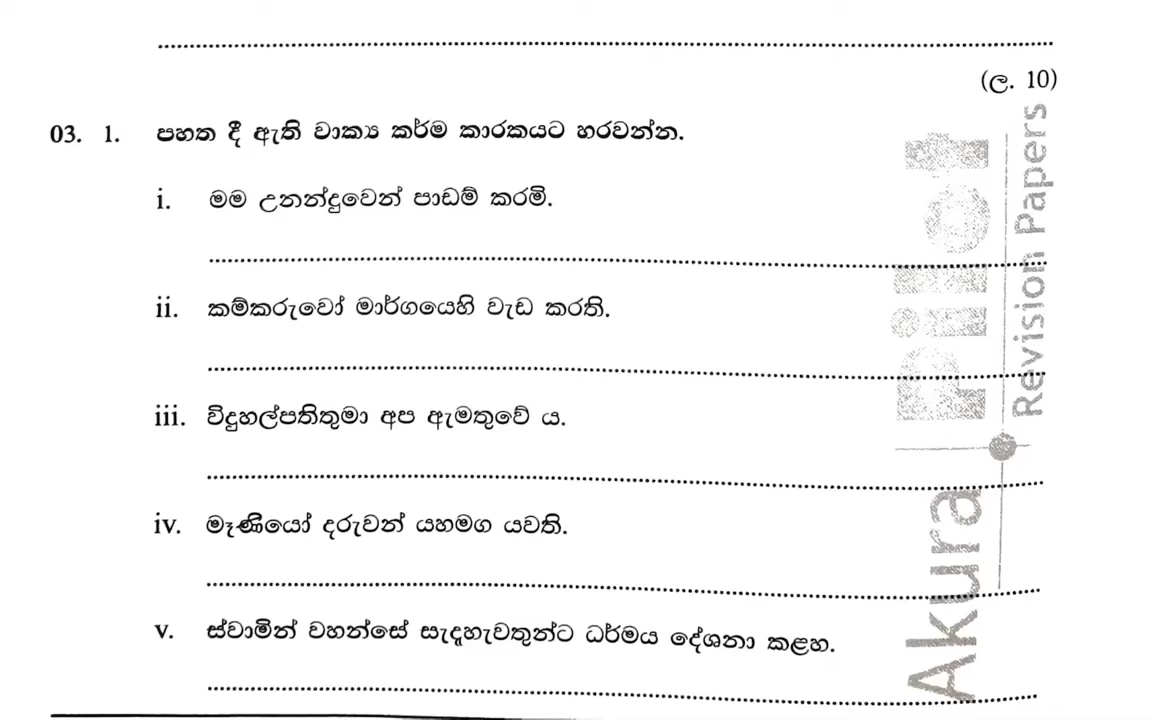 (ල. 10)
03. 1. පහත දී ඇති වාක්‍ය කර්ම කාරකයට හරවන්න.
i. මම උනන්දුවෙන් පාඩම් කරමි.
ii. කම්කරුවෝ මාර්ගයෙහි වැඩ කරති.
iii. විදුහල්පතිතුමා අප ඇමතුවේ ය.
iv. මෑණියෝ දරුවන් යහමග යවති.
v. ස්වාමින් වහන්සේ සැදැහැවතුන්ට ධර්මය දේශනා කළහ.
Akura Pillar
Revision Papers